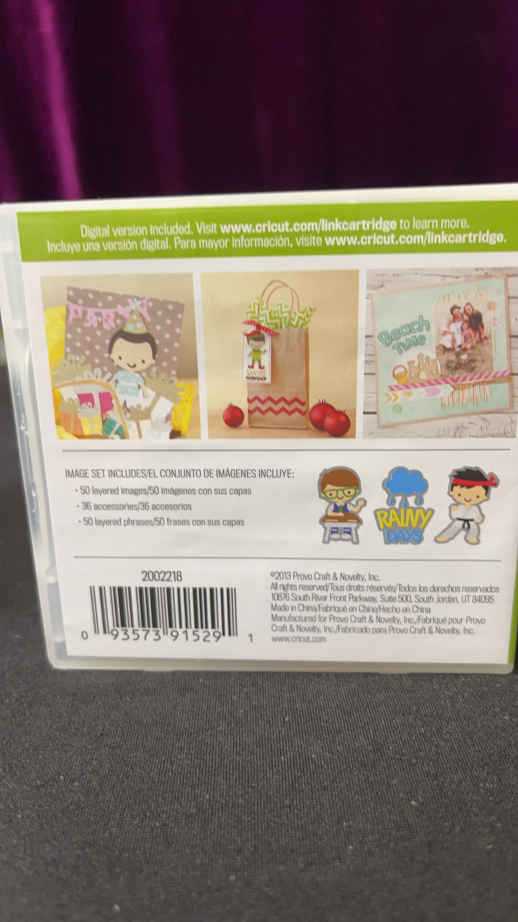 Digital version included. Visit www.cricut.com/linkcartridge to learn more.
Incluye una versión digital. Para mayor información, visite www.cricut.com/linkcartridge.
Beach
Time
IMAGE SET INCLUDES/EL CONJUNTO DE IMÁGENES INCLUYE:
• 50 layered images/50 imágenes con sus capas
• 36 accessories/36 accesorios
• 50 layered phrases/50 frases con sus capas
RAINY
DAYS
2002218
0 93573 91529 1
©2013 Provo Craft & Novelty, Inc.
All rights reserved/Tous droits réservés/Todos los derechos reservados
10876 South River Front Parkway, Suite 500, South Jordan, UT 84095
Made in China/Fabriqué en China/Hecho en China
Manufactured for Provo Craft & Novelty, Inc./Fabriqué pour Provo
Craft & Novelty, Inc./Fabricado para Provo Craft & Novelty, Inc.
www.cricut.com